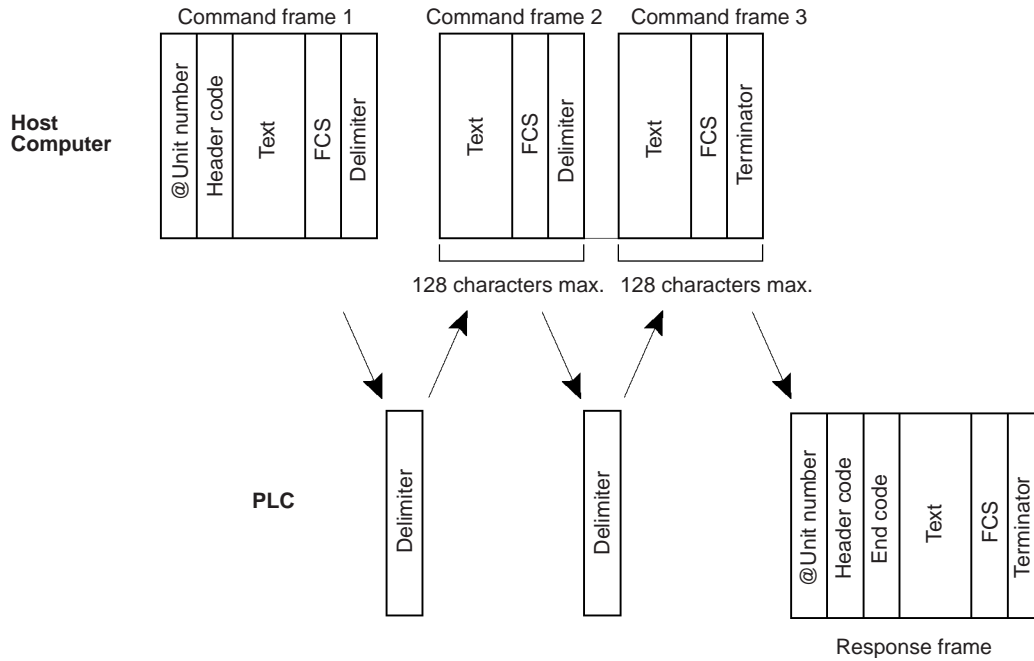 Command frame 1
Command frame 2
Command frame 3
Host
Computer
@Unit number
Header code
Text
FCS
Delimiter
Text
FCS
Delimiter
Text
FCS
Terminator
128 characters max.
128 characters max.
PLC
Delimiter
Delimiter
@Unit number
Header code
End code
Text
FCS
Terminator
Response frame